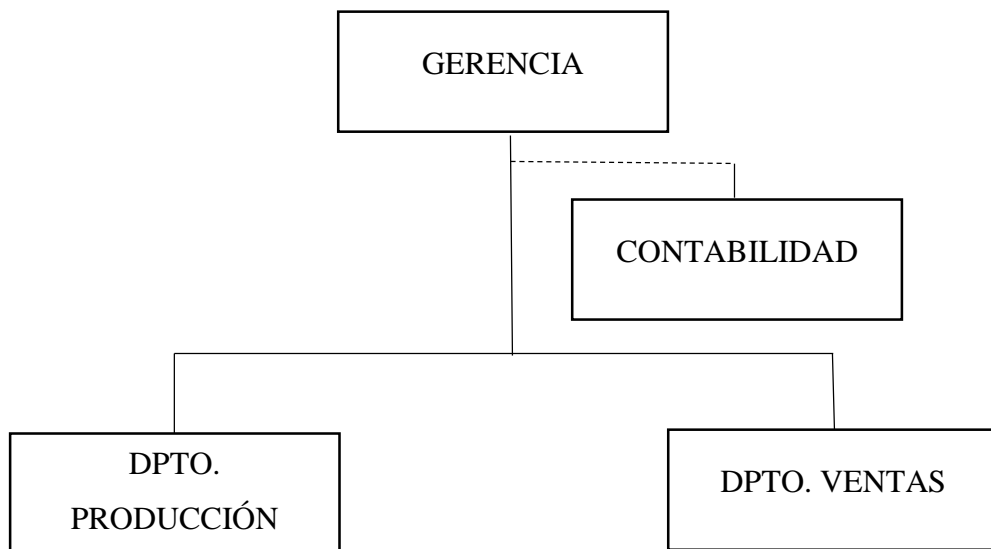 GERENCIA
CONTABILIDAD
DPTO.
PRODUCCIÓN
DPTO. VENTAS